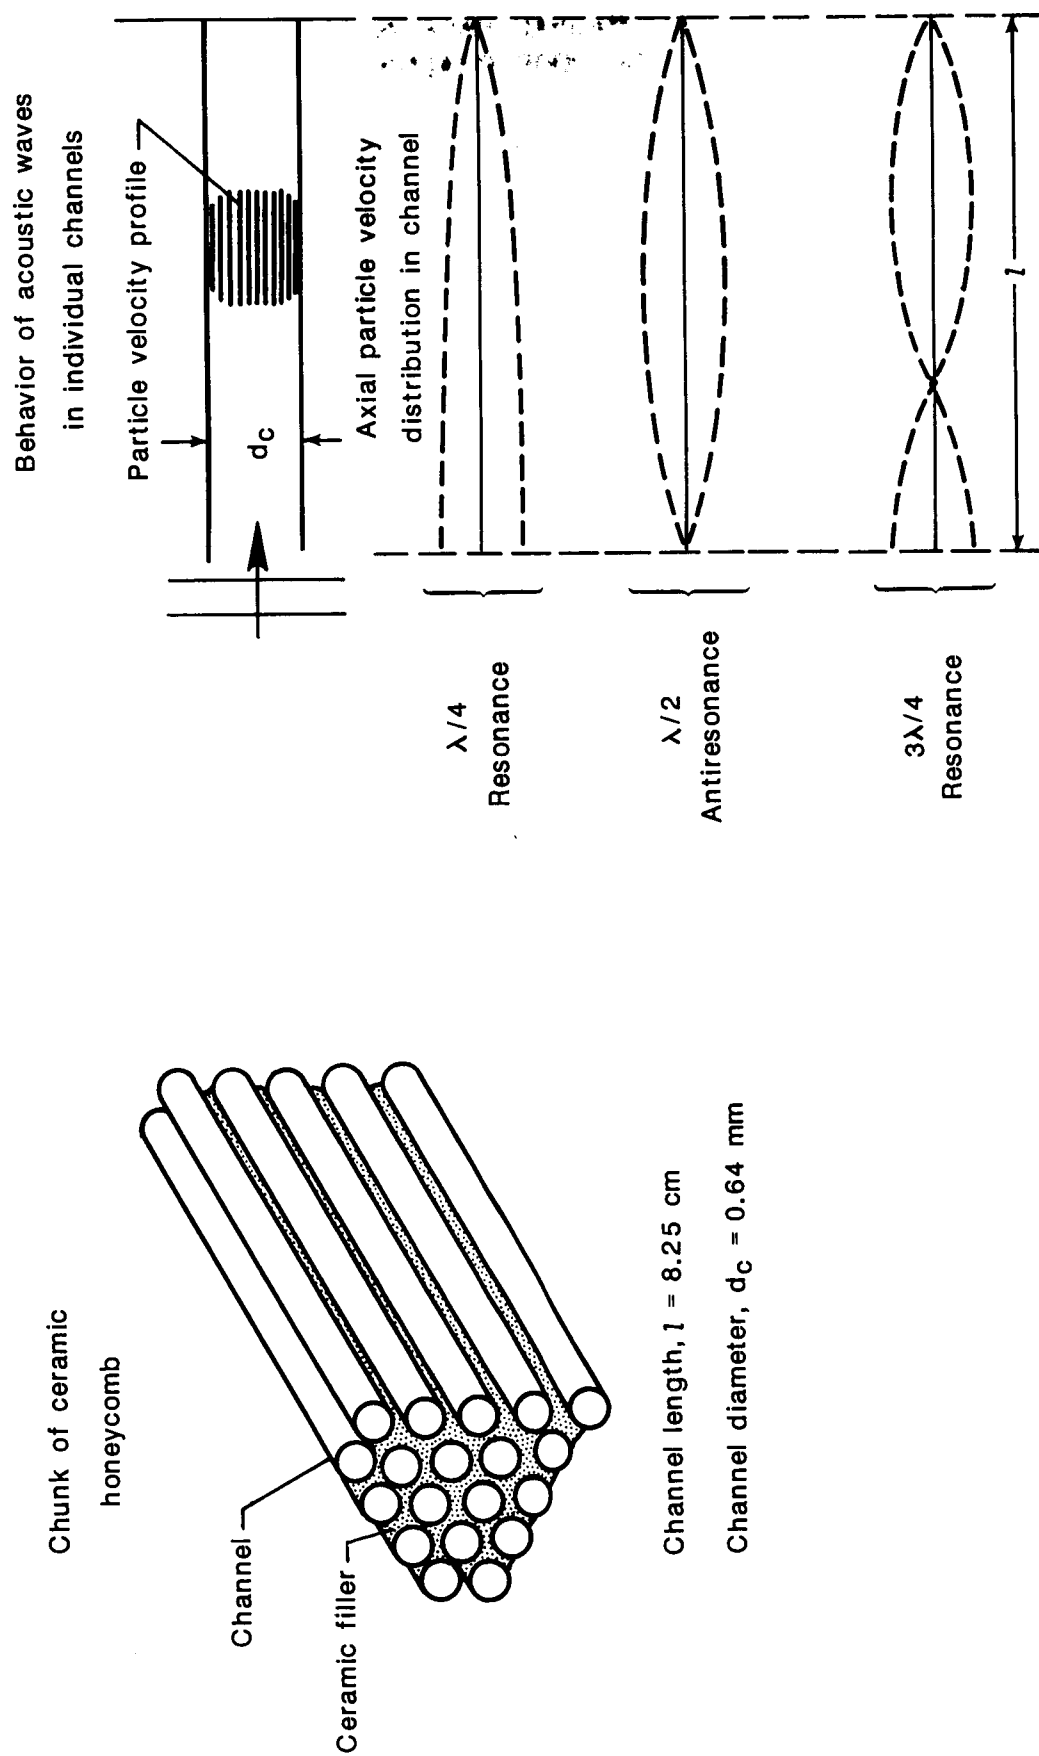 Chunk of ceramic
honeycomb
Channel
Ceramic filler
Channel length, l = 8.25 cm
Channel diameter, dc = 0.64 mm
Behavior of acoustic waves
in individual channels
Particle velocity profile
dc
Axial particle velocity
distribution in channel
λ/4
Resonance
λ/2
Antiresonance
3λ/4
Resonance
l